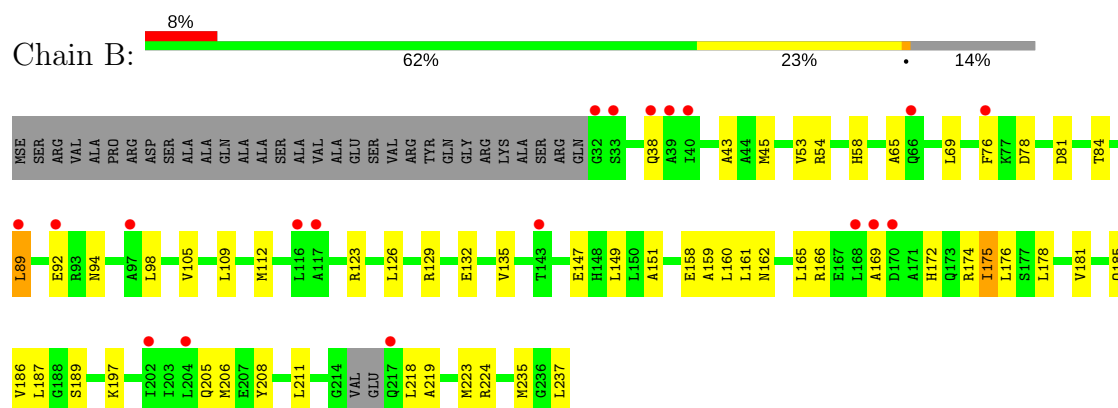 8%
Chain B:
62% 23% • 14%
MSE SER ARG VAL ALA PRO ARG ASP SER ALA ALA GLN ALA ALA SER ALA VAL ALA GLU SER VAL ARG TYR GLN GLY ARG LYS ALA SER ARG GLN G32 S33 Q38 A39 I40 A43 A44 M45 V53 R54 H58 A65 Q66 L69 F76 K77 D78 D81 T84
L89 E92 R93 N94 A97 L98 V105 L109 M112 L116 A117 R123 L126 R129 E132 V135 T143 E147 H148 L149 L150 A151 E158 A159 L160 L161 N162 L165 R166 E167 L168 A169 D170 A171 H172 Q173 R174 I175 L176 S177 L178 V181
V186 L187 G188 S189 K197 I202 I203 L204 Q205 M206 E207 Y208 L211 G214 VAL GLU Q217 L218 A219 M223 R224 M235 G236 L237